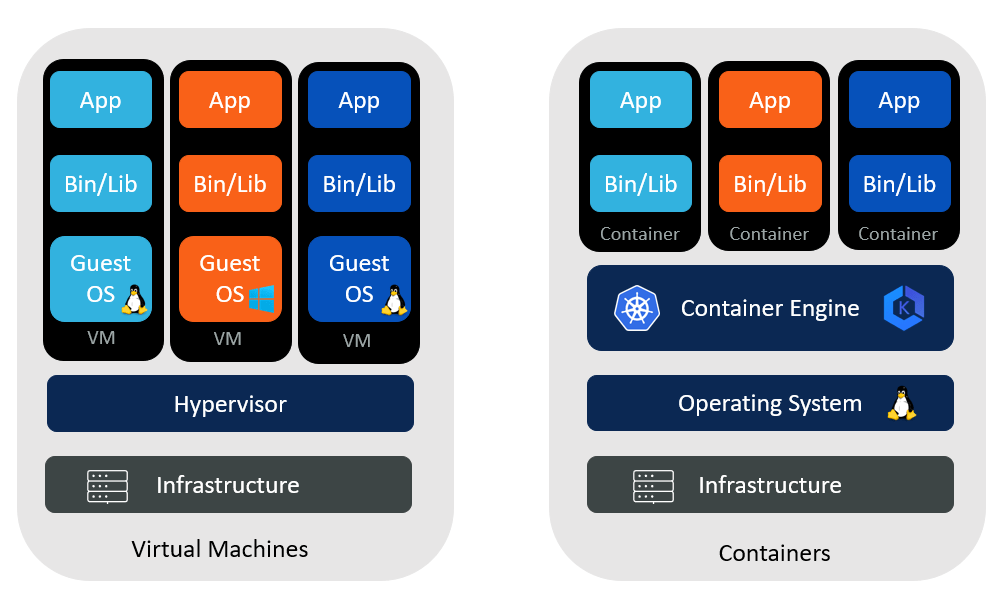 App
App
App
Bin/Lib
Bin/Lib
Bin/Lib
Guest
OS
Guest
OS
Guest
OS
VM
VM
VM
Hypervisor
Infrastructure
Virtual Machines
App
App
App
Bin/Lib
Bin/Lib
Bin/Lib
Container
Container
Container
Container Engine
K
Operating System
Infrastructure
Containers